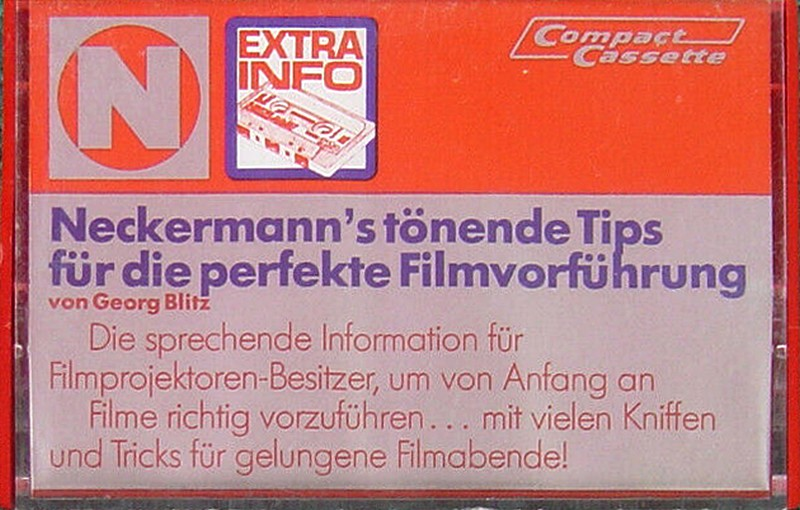 N
EXTRA
INFO
Compact
Cassette
Neckermann's tönende Tips
für die perfekte Filmvorführung
von Georg Blitz
Die sprechende Information für
Filmprojektoren-Besitzer, um von Anfang an
Filme richtig vorzuführen... mit vielen Kniffen
und Tricks für gelungene Filmabende!